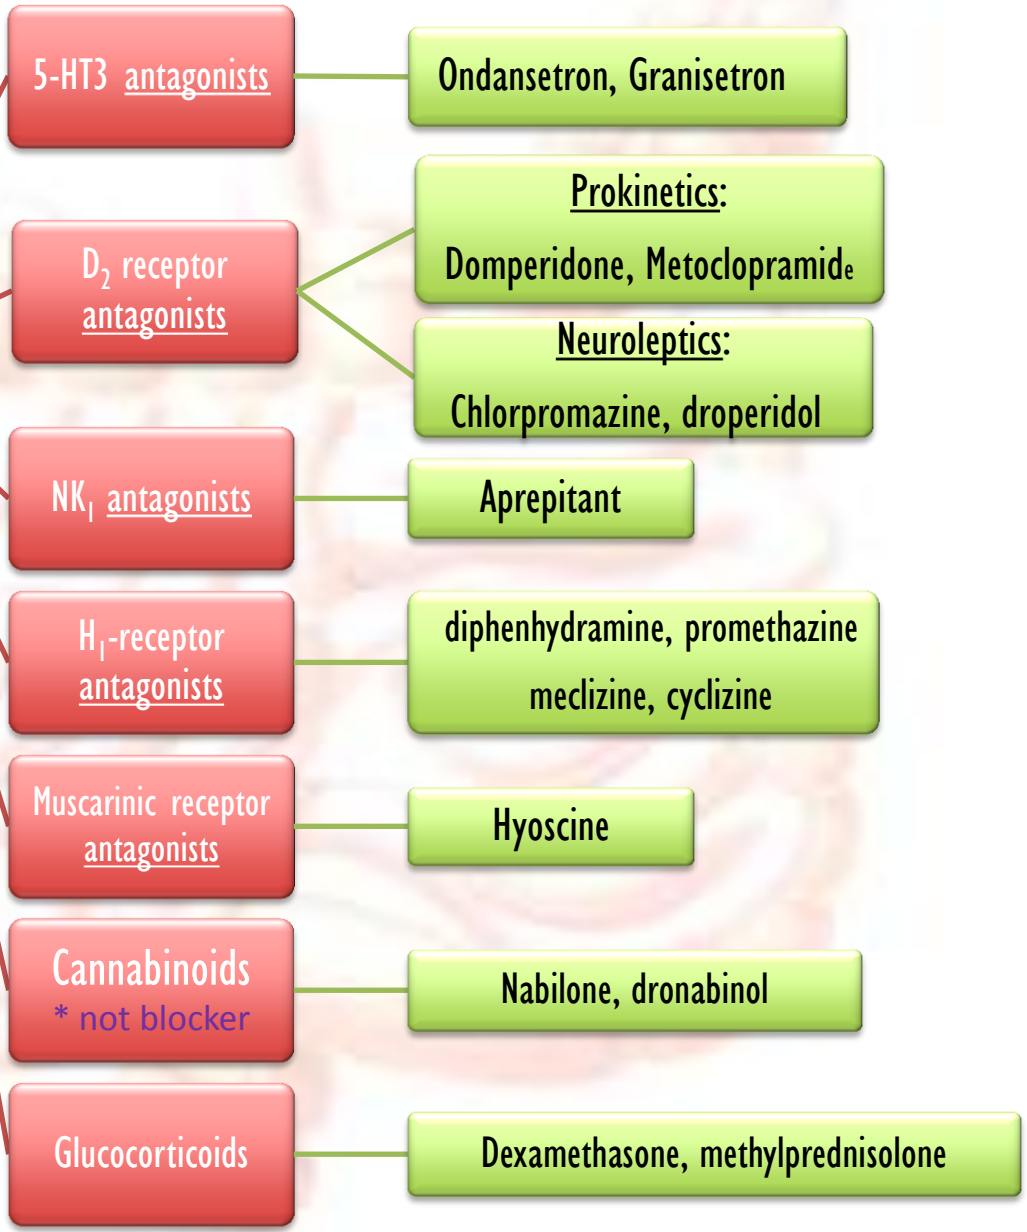 5-HT3 antagonists
Ondansetron, Granisetron
D₂ receptor
antagonists
Prokinetics:
Domperidone, Metoclopramide
Neuroleptics:
Chlorpromazine, droperidol
NK₁ antagonists
Aprepitant
H₁-receptor
antagonists
diphenhydramine, promethazine
meclizine, cyclizine
Muscarinic receptor
antagonists
Hyoscine
Cannabinoids
* not blocker
Nabilone, dronabinol
Glucocorticoids
Dexamethasone, methylprednisolone